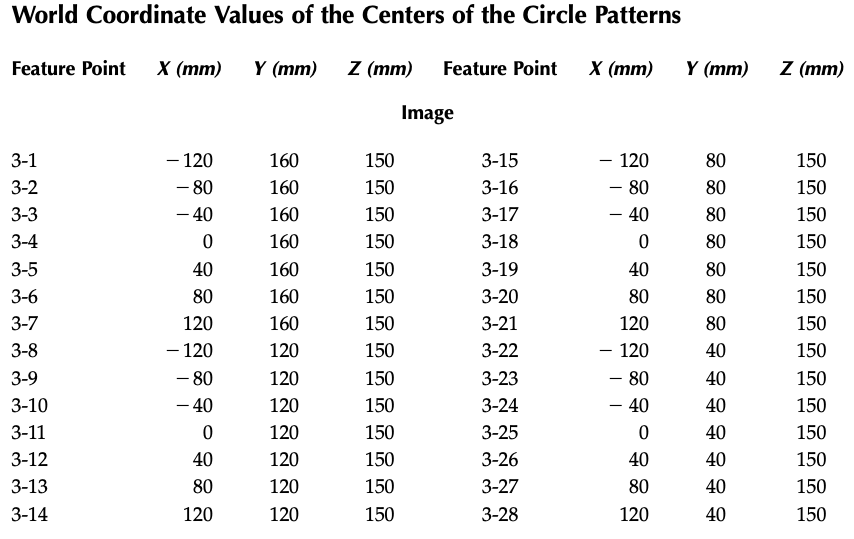 World Coordinate Values of the Centers of the Circle Patterns
Feature Point X (mm) Y (mm) Z (mm) Feature Point X (mm) Y (mm) Z (mm)
Image
3-1 −120 160 150 3-15 − 120 80 150
3-2 −80 160 150 3-16 − 80 80 150
3-3 −40 160 150 3-17 − 40 80 150
3-4 0 160 150 3-18 0 80 150
3-5 40 160 150 3-19 40 80 150
3-6 80 160 150 3-20 80 80 150
3-7 120 160 150 3-21 120 80 150
3-8 −120 120 150 3-22 − 120 40 150
3-9 −80 120 150 3-23 − 80 40 150
3-10 −40 120 150 3-24 − 40 40 150
3-11 0 120 150 3-25 0 40 150
3-12 40 120 150 3-26 40 40 150
3-13 80 120 150 3-27 80 40 150
3-14 120 120 150 3-28 120 40 150